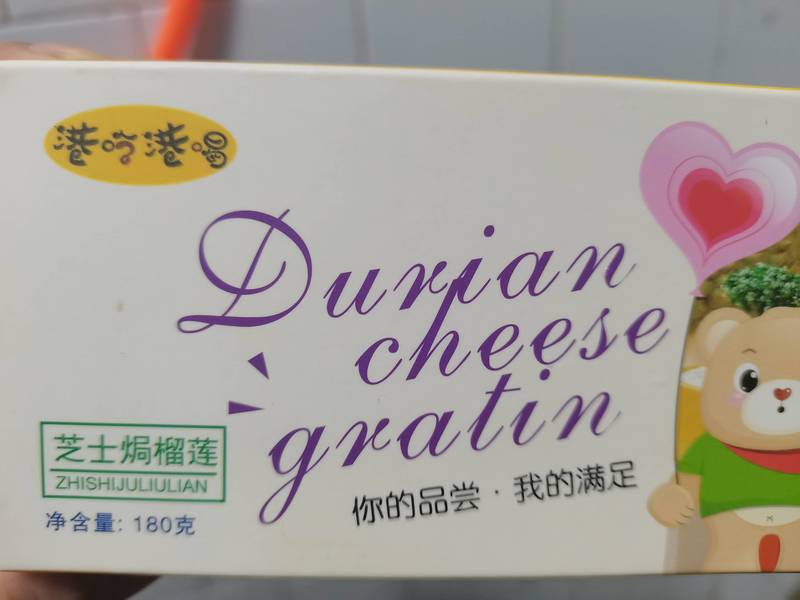 港吃港喝
Durian
cheese
gratin
芝士焗榴莲
ZHISHIJULIULIAN
净含量: 180克
你的品尝·我的满足